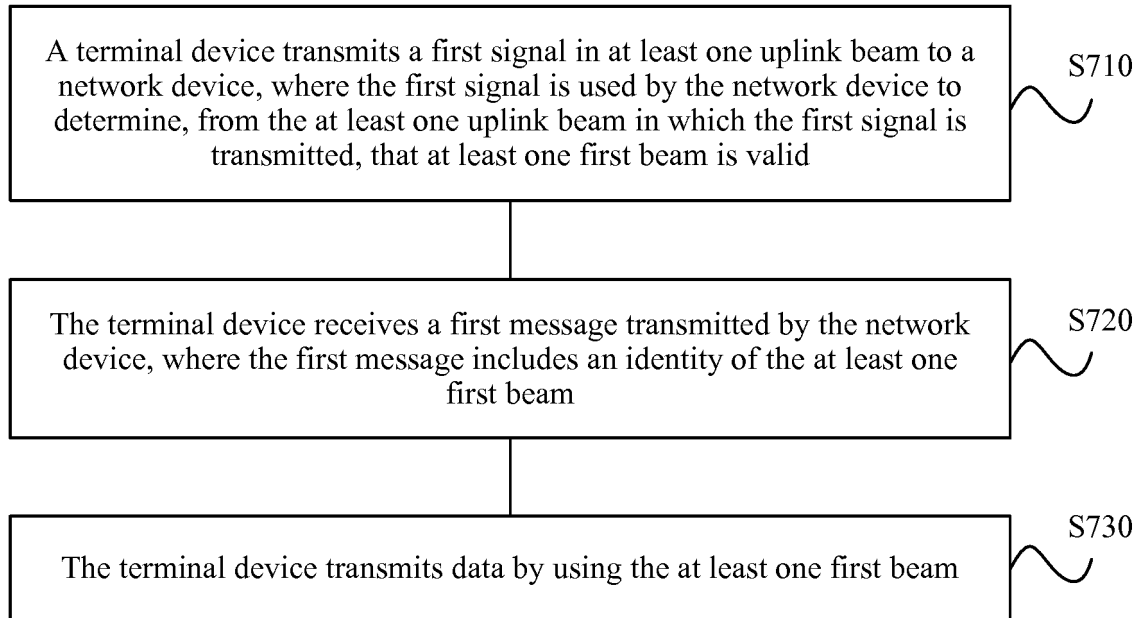 A terminal device transmits a first signal in at least one uplink beam to a
network device, where the first signal is used by the network device to
determine, from the at least one uplink beam in which the first signal is
transmitted, that at least one first beam is valid
S710
The terminal device receives a first message transmitted by the network
device, where the first message includes an identity of the at least one
first beam
S720
The terminal device transmits data by using the at least one first beam
S730